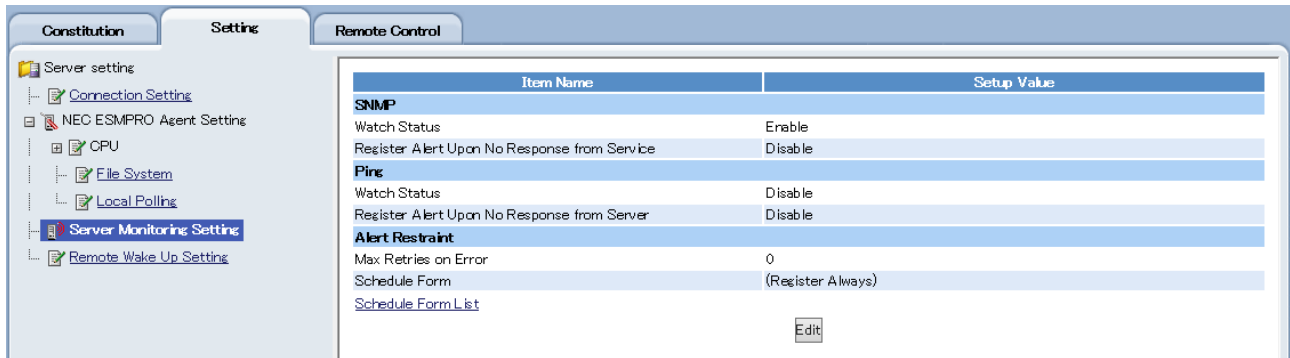 Constitution Setting Remote Control
Server setting
Connection Setting
NEC ESMPRO Agent Setting
CPU
File System
Local Polling
Server Monitoring Setting
Remote Wake Up Setting
Item Name Setup Value
SNMP
Watch Status Enable
Register Alert Upon No Response from Service Disable
Ping
Watch Status Disable
Register Alert Upon No Response from Server Disable
Alert Restraint
Max Retries on Error 0
Schedule Form (Register Always)
Schedule Form List
Edit